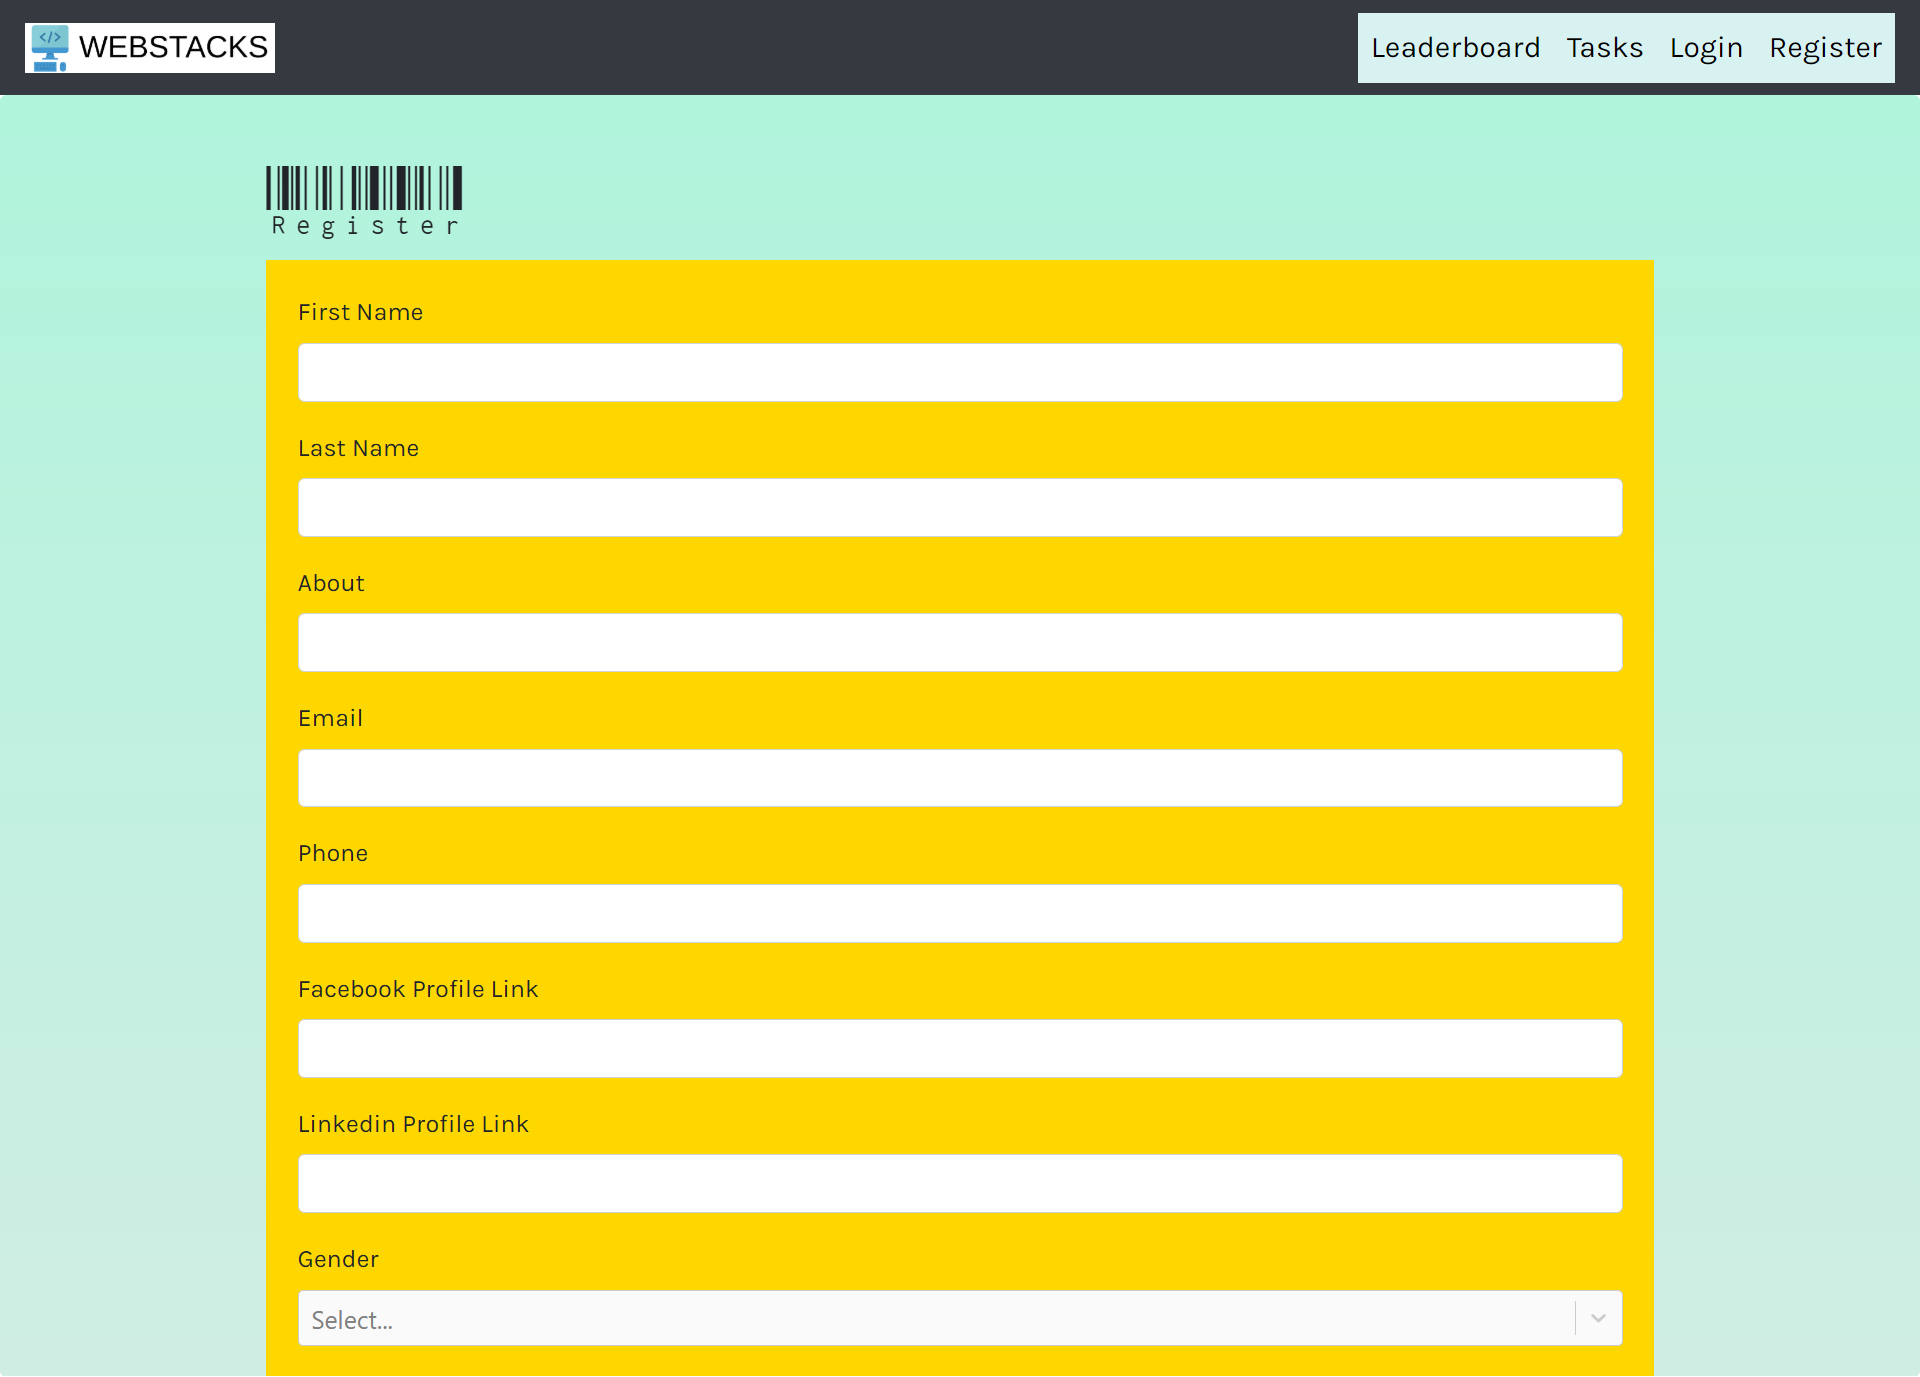 </> WEBSTACKS
Leaderboard Tasks Login Register
Register
First Name
Last Name
About
Email
Phone
Facebook Profile Link
Linkedin Profile Link
Gender
Select...